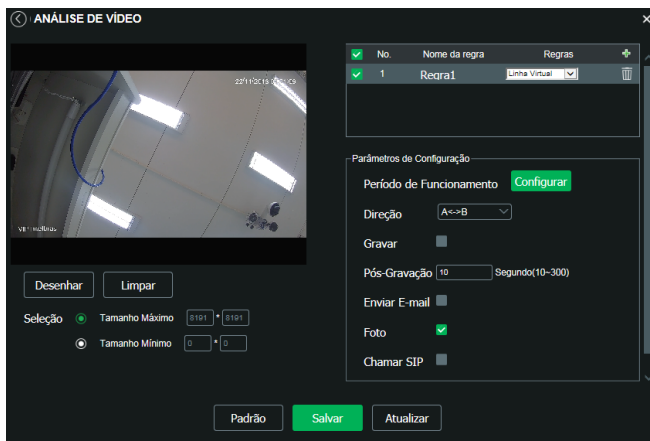 ANÁLISE DE VÍDEO
No. Nome da regra Regras
1 Regra1 Linha Virtual
Parâmetros de Configuração
Período de Funcionamento Configurar
Direção A<->B
Gravar
Pós-Gravação 10 Segundo(10~300)
Enviar E-mail
Foto
Chamar SIP
Desenhar Limpar
Seleção Tamanho Máximo 8191 * 8191
Tamanho Mínimo 0 * 0
Padrão Salvar Atualizar